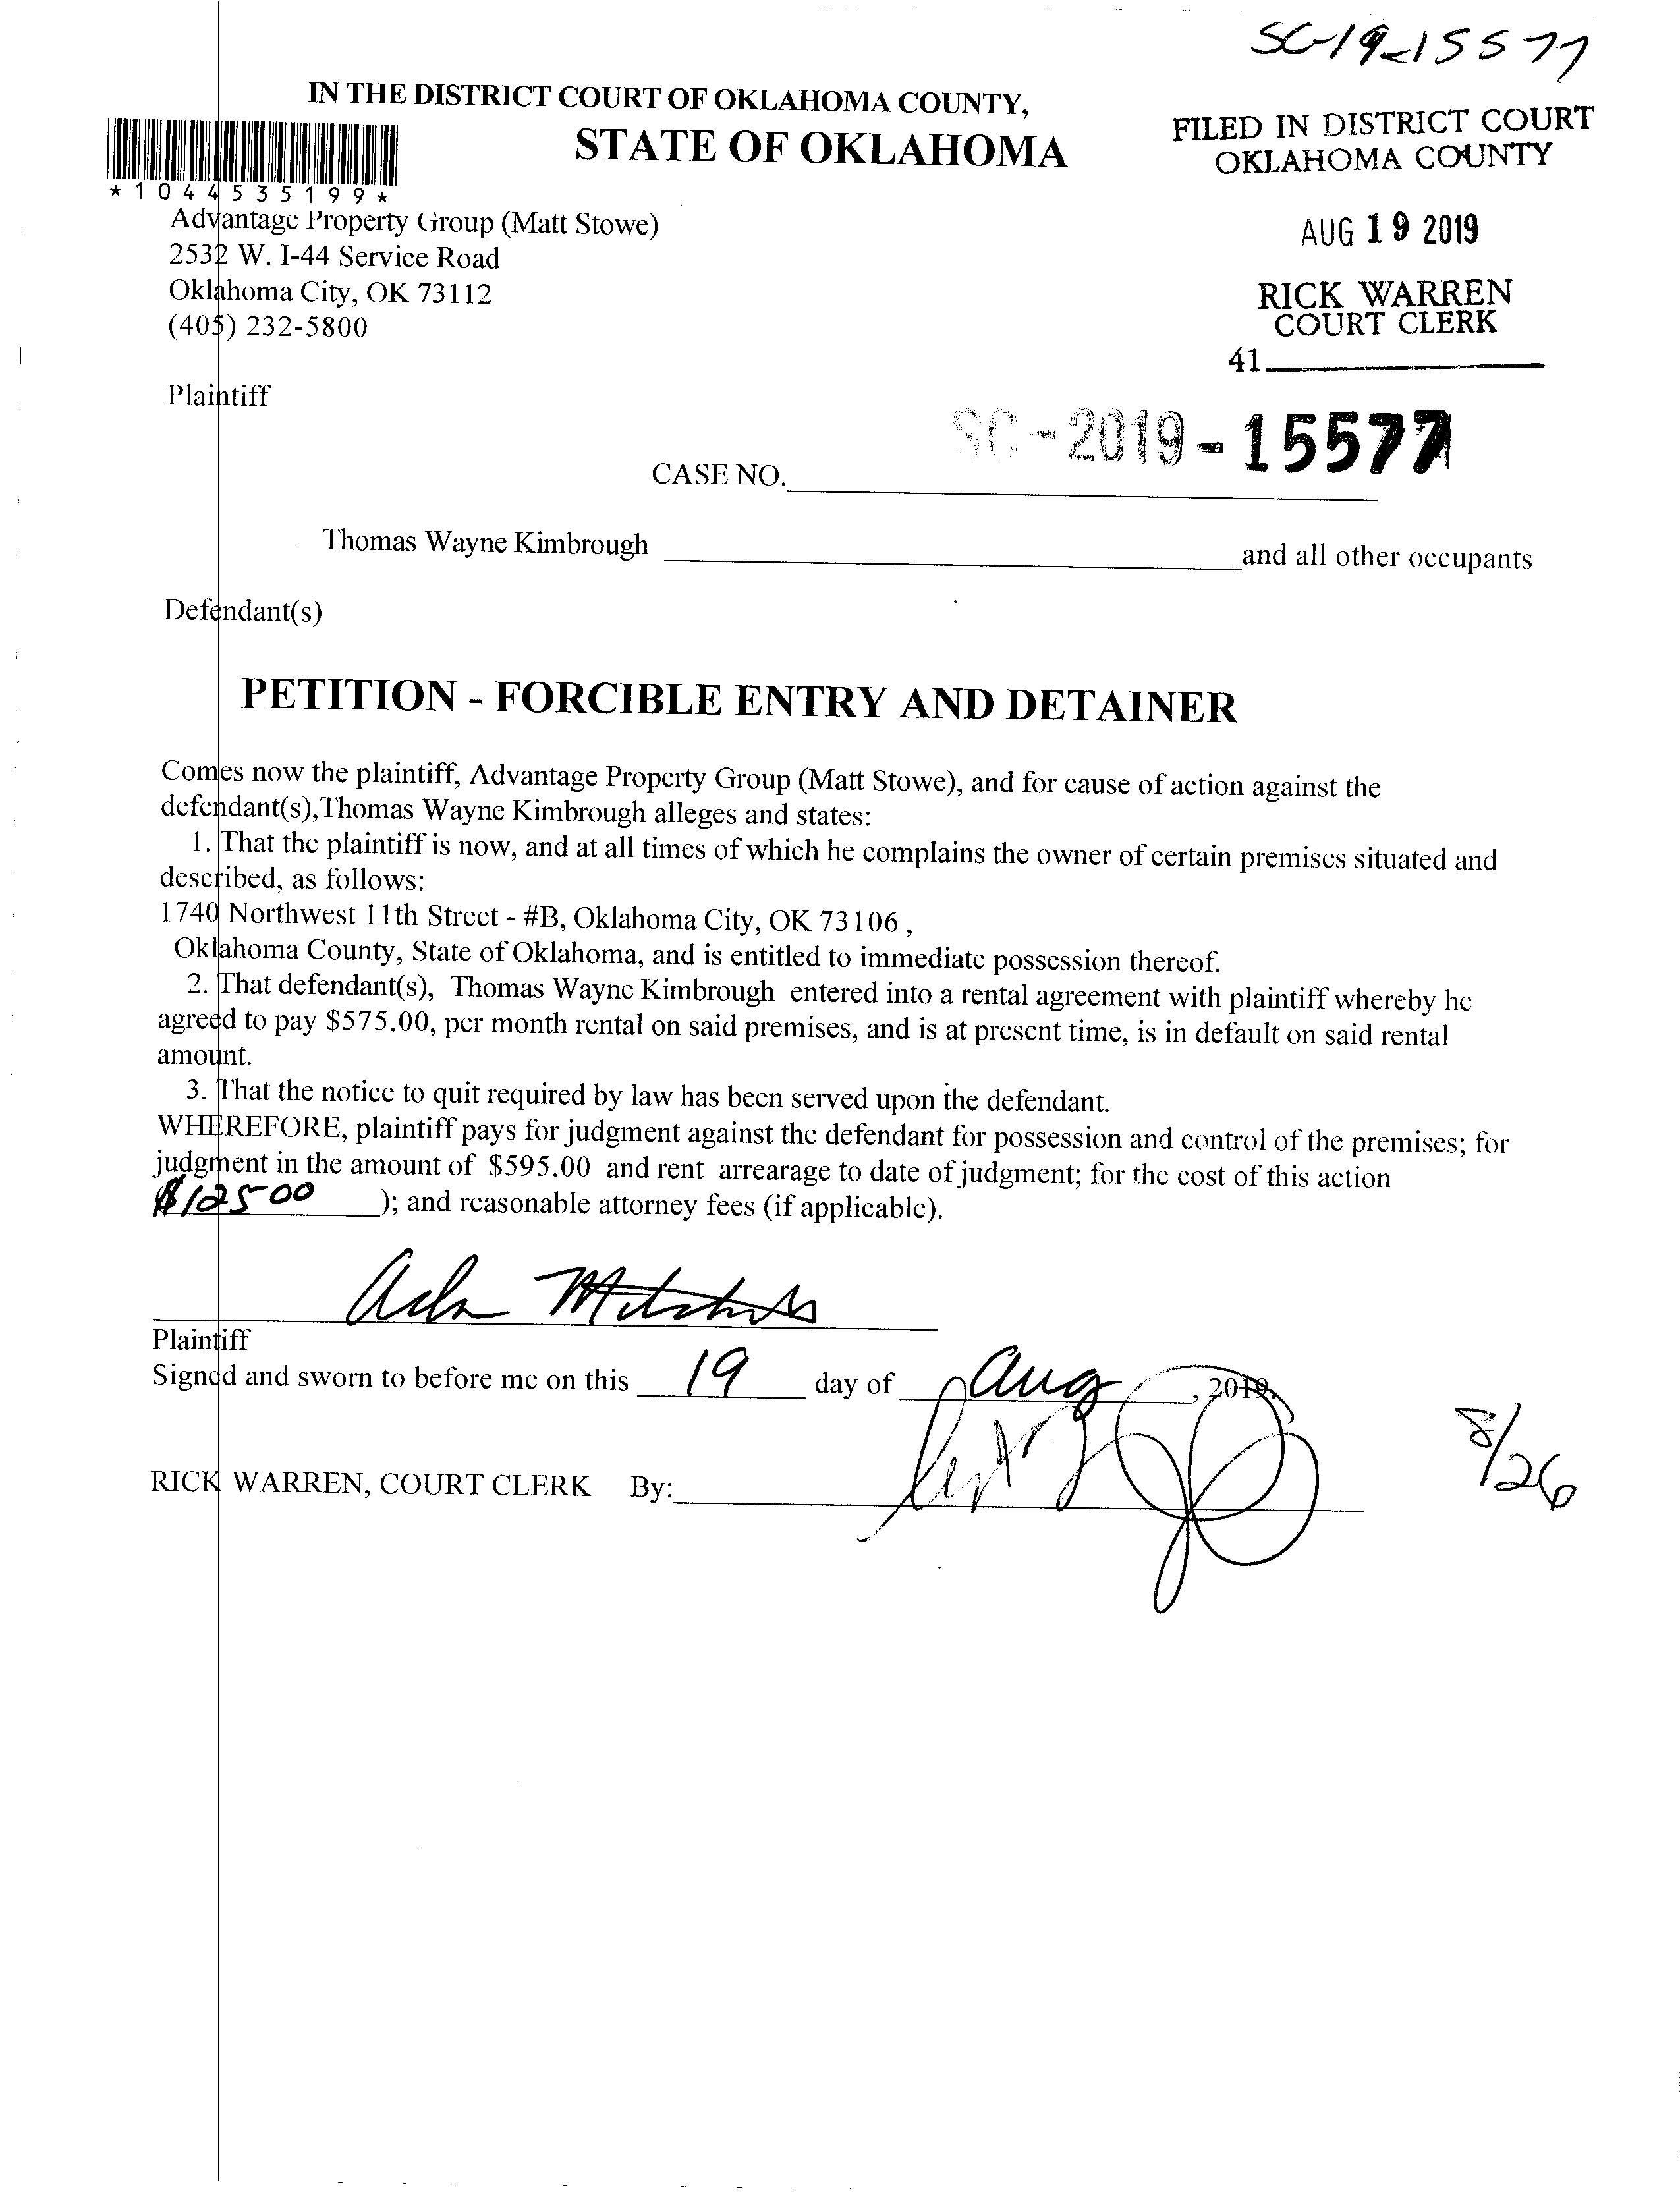 SC-19-15577
IN THE DISTRICT COURT OF OKLAHOMA COUNTY,
STATE OF OKLAHOMA
FILED IN DISTRICT COURT
OKLAHOMA COUNTY
*1044535199*
Advantage Property Group (Matt Stowe)
2532 W. I-44 Service Road
Oklahoma City, OK 73112
(405) 232-5800
AUG 19 2019
RICK WARREN
COURT CLERK
41
Plaintiff
SC-2019-15577
CASE NO.
Thomas Wayne Kimbrough and all other occupants
Defendant(s)
PETITION - FORCIBLE ENTRY AND DETAINER
Comes now the plaintiff, Advantage Property Group (Matt Stowe), and for cause of action against the
defendant(s),Thomas Wayne Kimbrough alleges and states:
1. That the plaintiff is now, and at all times of which he complains the owner of certain premises situated and
described, as follows:
1740 Northwest 11th Street - #B, Oklahoma City, OK 73106 ,
Oklahoma County, State of Oklahoma, and is entitled to immediate possession thereof.
2. That defendant(s), Thomas Wayne Kimbrough entered into a rental agreement with plaintiff whereby he
agreed to pay $575.00, per month rental on said premises, and is at present time, is in default on said rental
amount.
3. That the notice to quit required by law has been served upon the defendant.
WHEREFORE, plaintiff pays for judgment against the defendant for possession and control of the premises; for
judgment in the amount of $595.00 and rent arrearage to date of judgment; for the cost of this action
$125 00 ); and reasonable attorney fees (if applicable).
Plaintiff
Signed and sworn to before me on this 19 day of Aug , 2019.
8/26
RICK WARREN, COURT CLERK By: